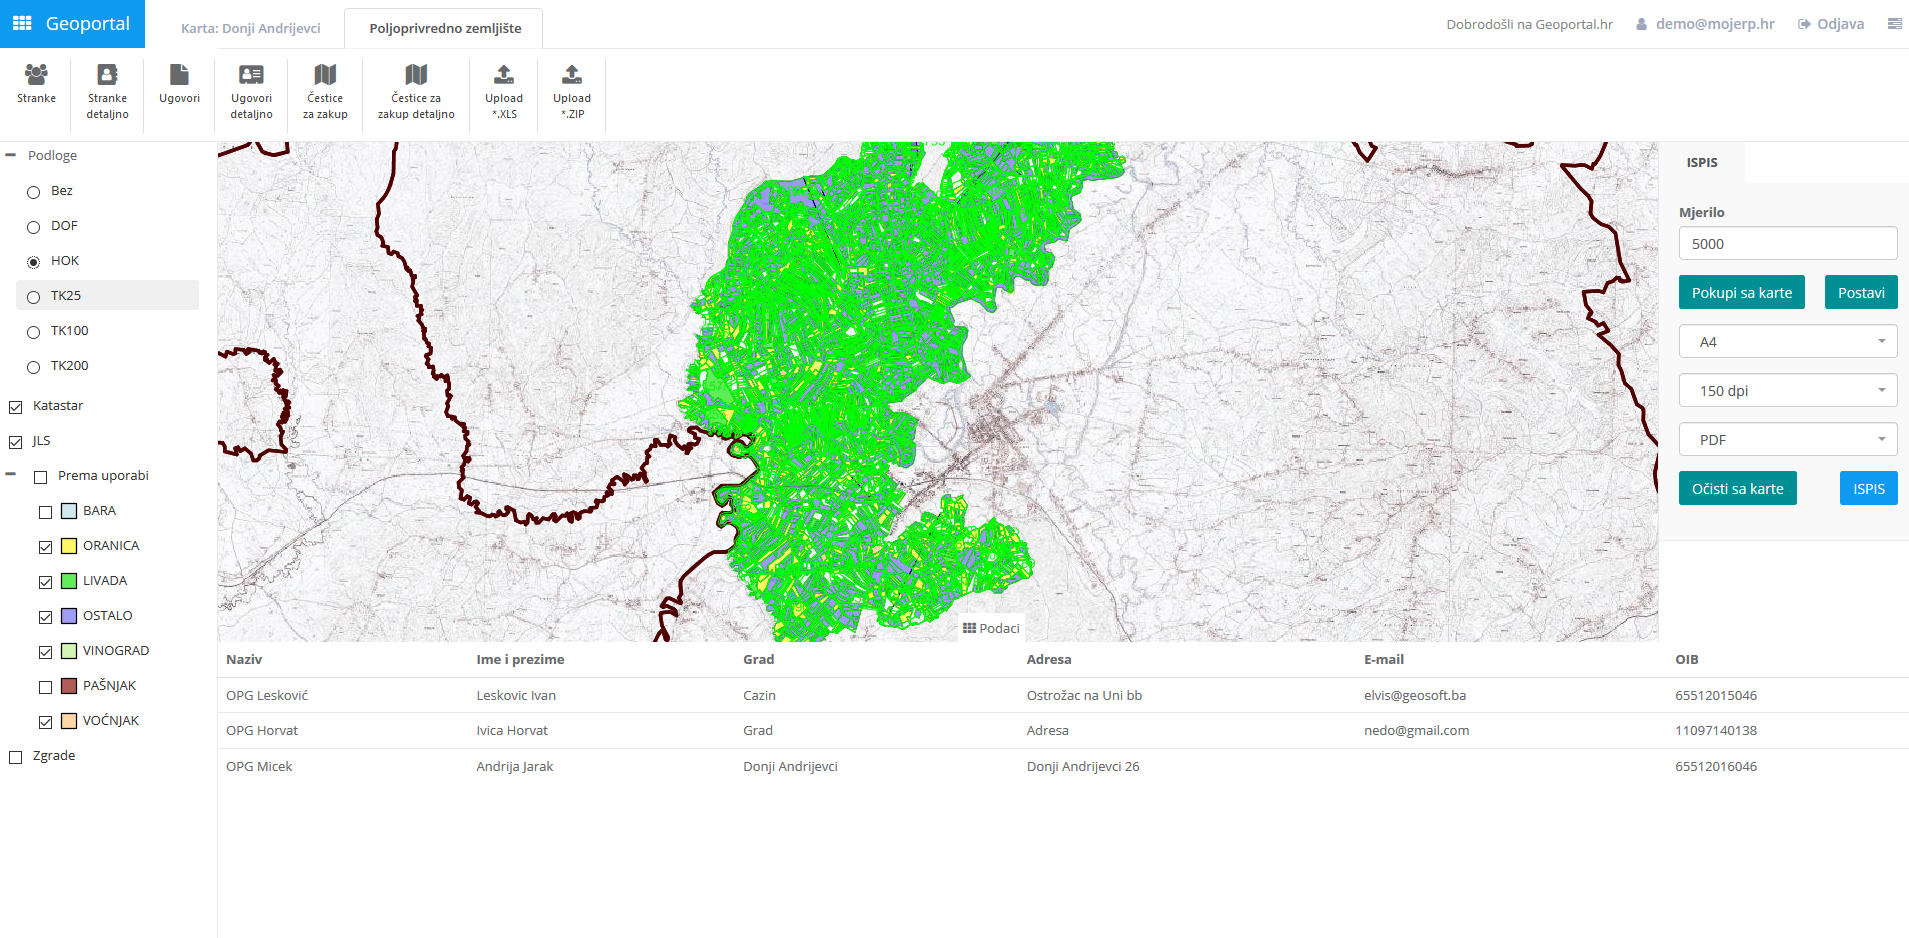 Geoportal
Karta: Donji Andrijevci
Poljoprivredno zemljište
Dobrodošli na Geoportal.hr
demo@mojerp.hr
Odjava
Stranke
Stranke
detaljno
Ugovori
Ugovori
detaljno
Čestice
za zakup
Čestice za
zakup detaljno
Upload
*.XLS
Upload
*.ZIP
Podloge
Bez
DOF
HOK
TK25
TK100
TK200
Katastar
JLS
Prema uporabi
BARA
ORANICA
LIVADA
OSTALO
VINOGRAD
PAŠNJAK
VOĆNJAK
Zgrade
ISPIS
Mjerilo
5000
Pokupi sa karte
Postavi
A4
150 dpi
PDF
Očisti sa karte
ISPIS
Podaci
Naziv Ime i prezime Grad Adresa E-mail OIB
OPG Lesković Leskovic Ivan Cazin Ostrožac na Uni bb elvis@geosoft.ba 65512015046
OPG Horvat Ivica Horvat Grad Adresa nedo@gmail.com 11097140138
OPG Micek Andrija Jarak Donji Andrijevci Donji Andrijevci 26 65512016046